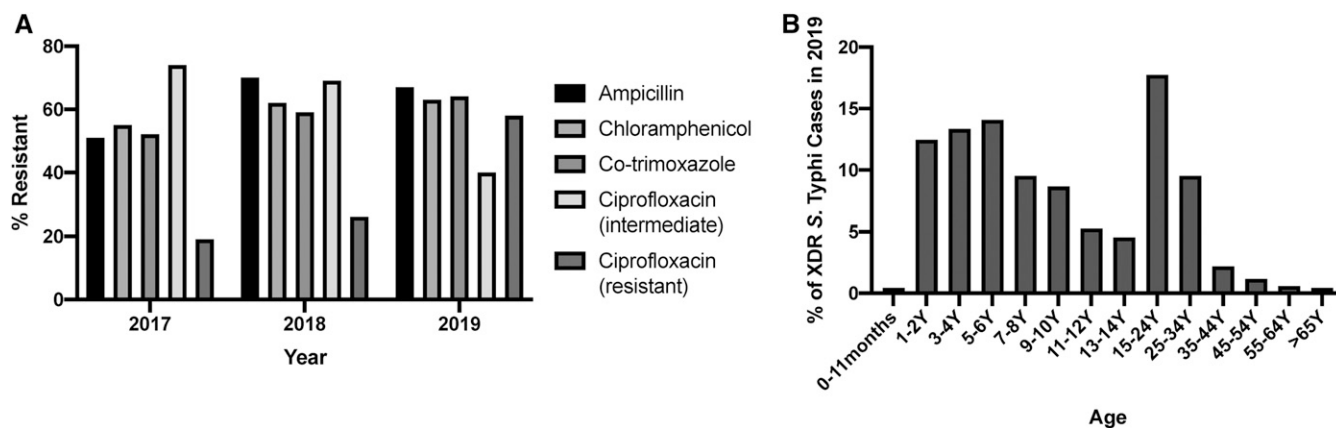 A
% Resistant
80
60
40
20
0
2017
2018
2019
Year
Ampicillin
Chloramphenicol
Co-trimoxazole
Ciprofloxacin
(intermediate)
Ciprofloxacin
(resistant)
B
% of XDR S. Typhi Cases in 2019
20
15
10
5
0
0-11months
1-2Y
3-4Y
5-6Y
7-8Y
9-10Y
11-12Y
13-14Y
15-24Y
25-34Y
35-44Y
45-54Y
55-64Y
>65Y
Age